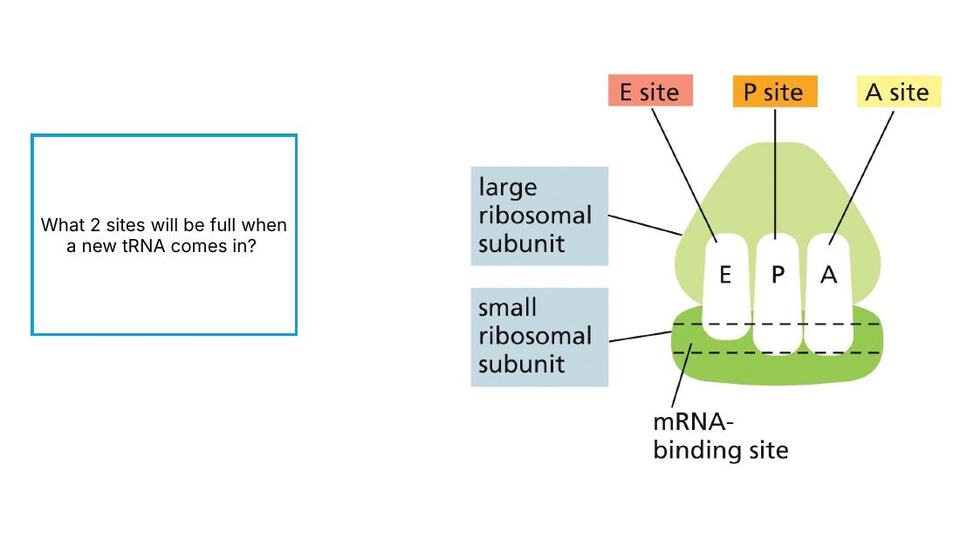 What 2 sites will be full when
a new tRNA comes in?
E site
P site
A site
large
ribosomal
subunit
small
ribosomal
subunit
E
P
A
mRNA-
binding site